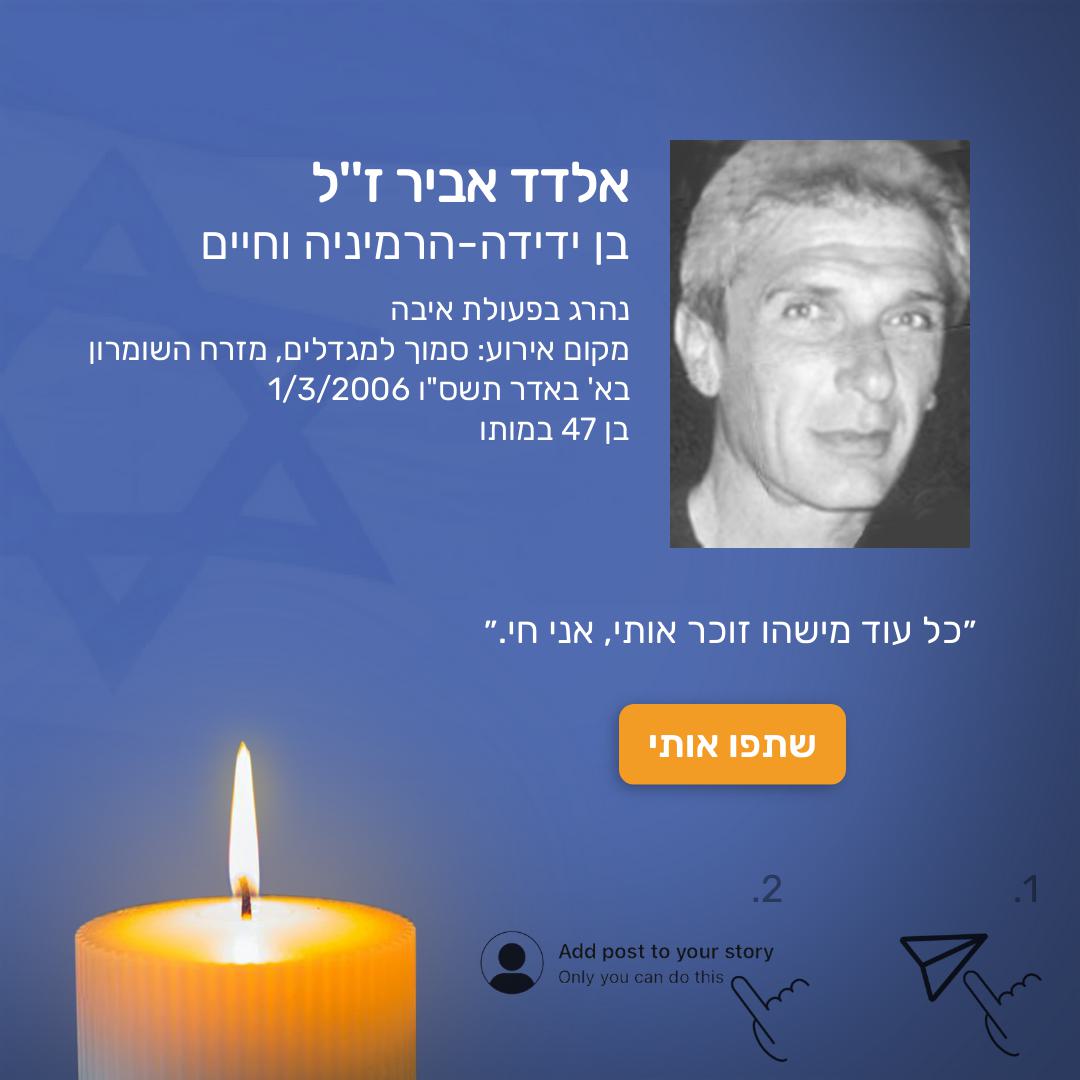 אלדד אביר ז"ל
בן ידידה-הרמיניה וחיים
נהרג בפעולת איבה
מקום אירוע: סמוך למגדלים, מזרח השומרון
בא' באדר תשס"ו 1/3/2006
בן 47 במותו
״כל עוד מישהו זוכר אותי, אני חי.״
שתפו אותי
1.
2.
Add post to your story
Only you can do this